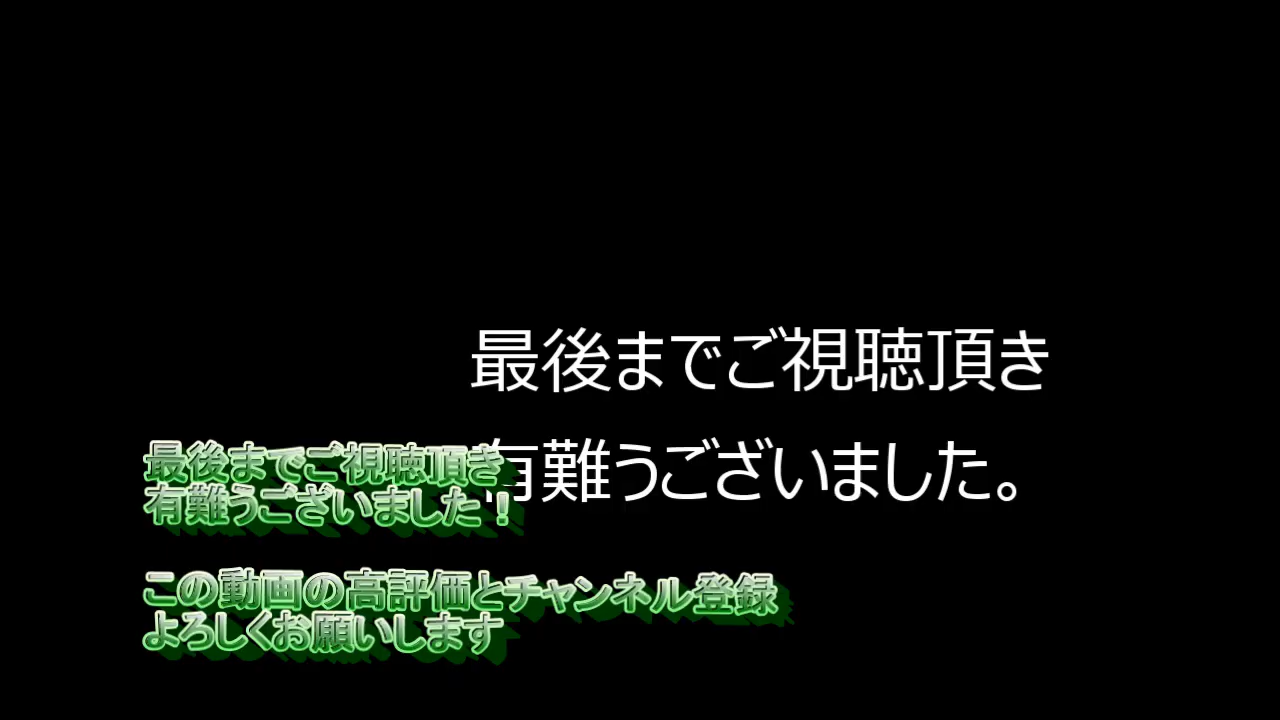 最後までご視聴頂き
有難うございました。
最後までご視聴頂き
有難うございました！
この動画の高評価とチャンネル登録
よろしくお願いします